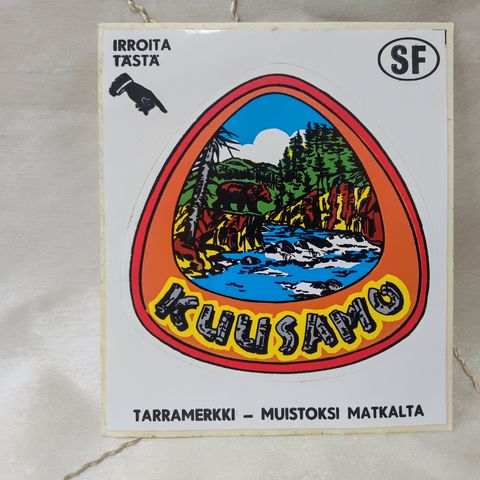 IRROITA
TÄSTÄ
SF
KUUSAMO
TARRAMERKKI – MUISTOKSI MATKALTA